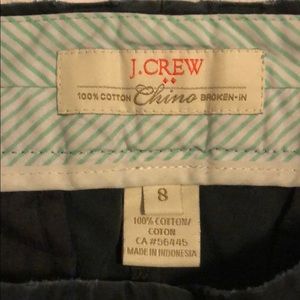 J.CREW
100% COTTON Chino BROKEN-IN
8
100% COTTON/
COTON
CA #56445
MADE IN INDONESIA